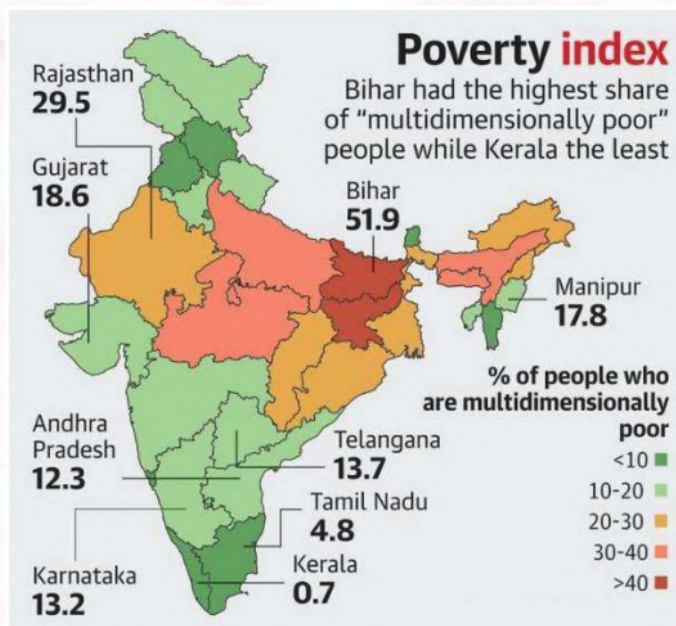 Poverty index
Bihar had the highest share
of "multidimensionally poor"
people while Kerala the least
Rajasthan
29.5
Gujarat
18.6
Bihar
51.9
Manipur
17.8
Andhra
Pradesh
12.3
Telangana
13.7
Tamil Nadu
4.8
Kerala
0.7
Karnataka
13.2
% of people who
are multidimensionally
poor
<10
10-20
20-30
30-40
>40